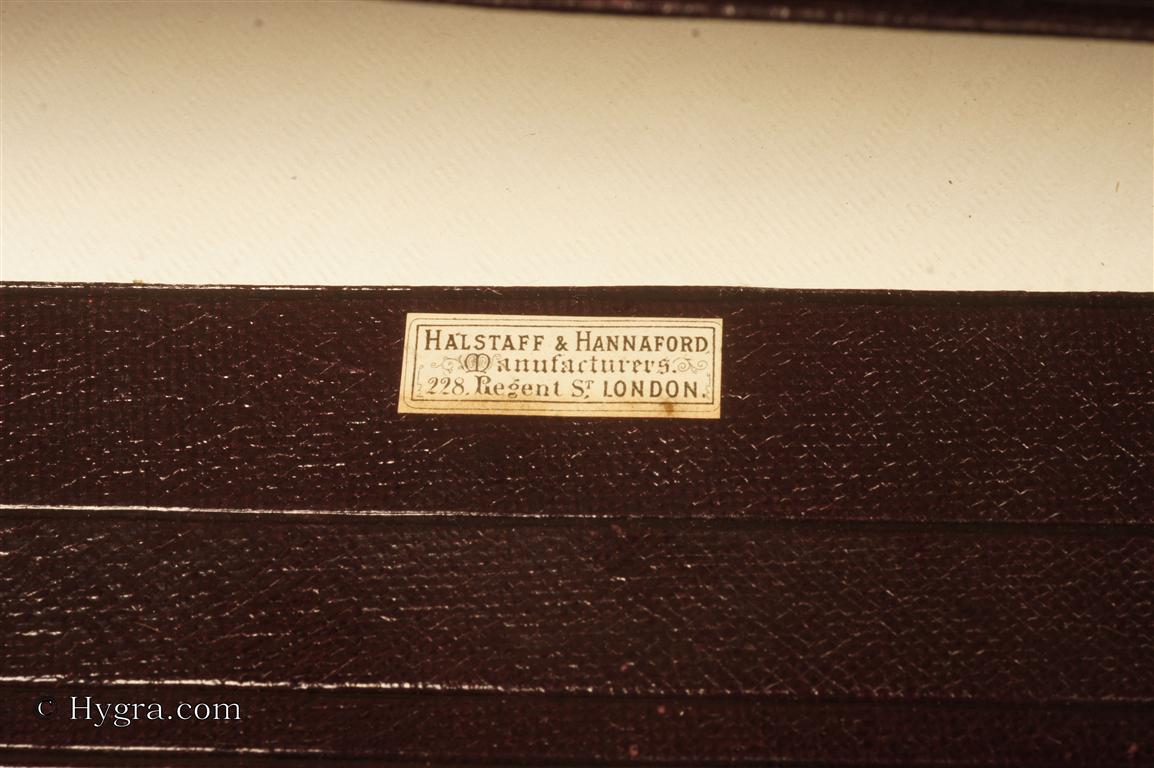 HALSTAFF & HANNAFORD
Manufacturers.
228, Regent ST LONDON.
© Hygra.com